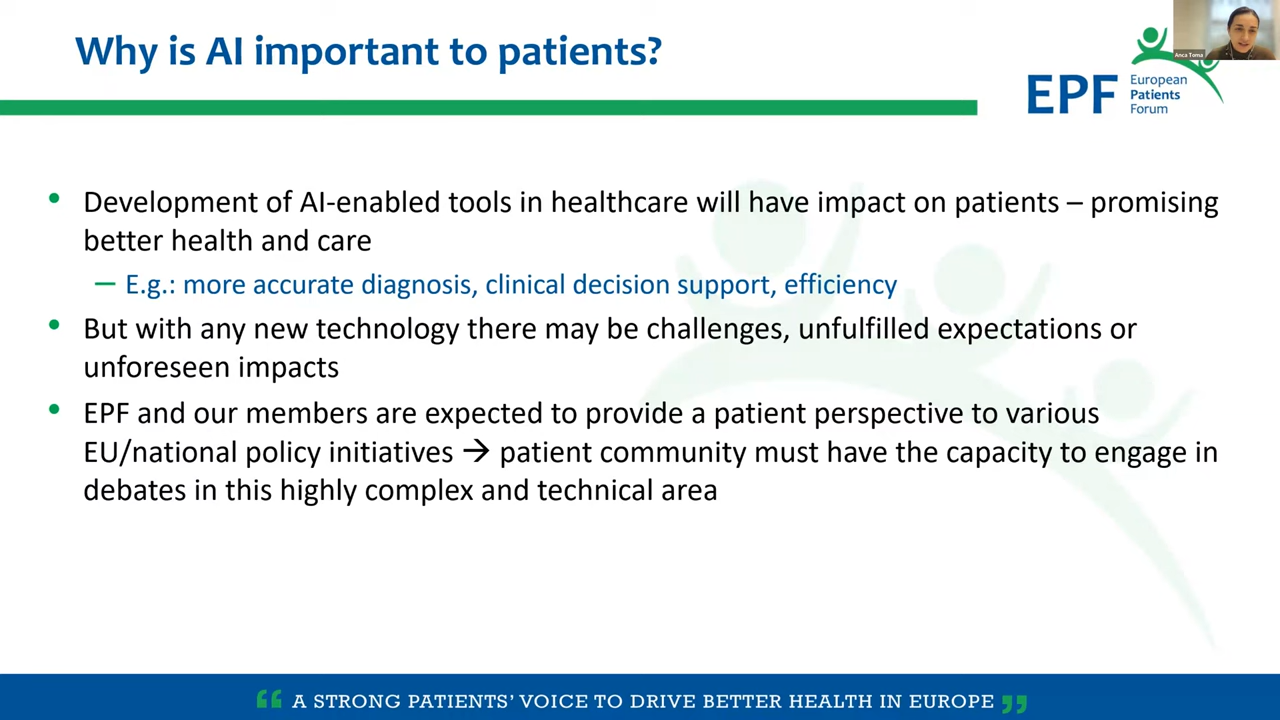 Why is AI important to patients?
Anca Toma
EPF
European
Patients
Forum
• Development of AI-enabled tools in healthcare will have impact on patients – promising
better health and care
– E.g.: more accurate diagnosis, clinical decision support, efficiency
• But with any new technology there may be challenges, unfulfilled expectations or
unforeseen impacts
• EPF and our members are expected to provide a patient perspective to various
EU/national policy initiatives → patient community must have the capacity to engage in
debates in this highly complex and technical area
“ A STRONG PATIENTS’ VOICE TO DRIVE BETTER HEALTH IN EUROPE ”